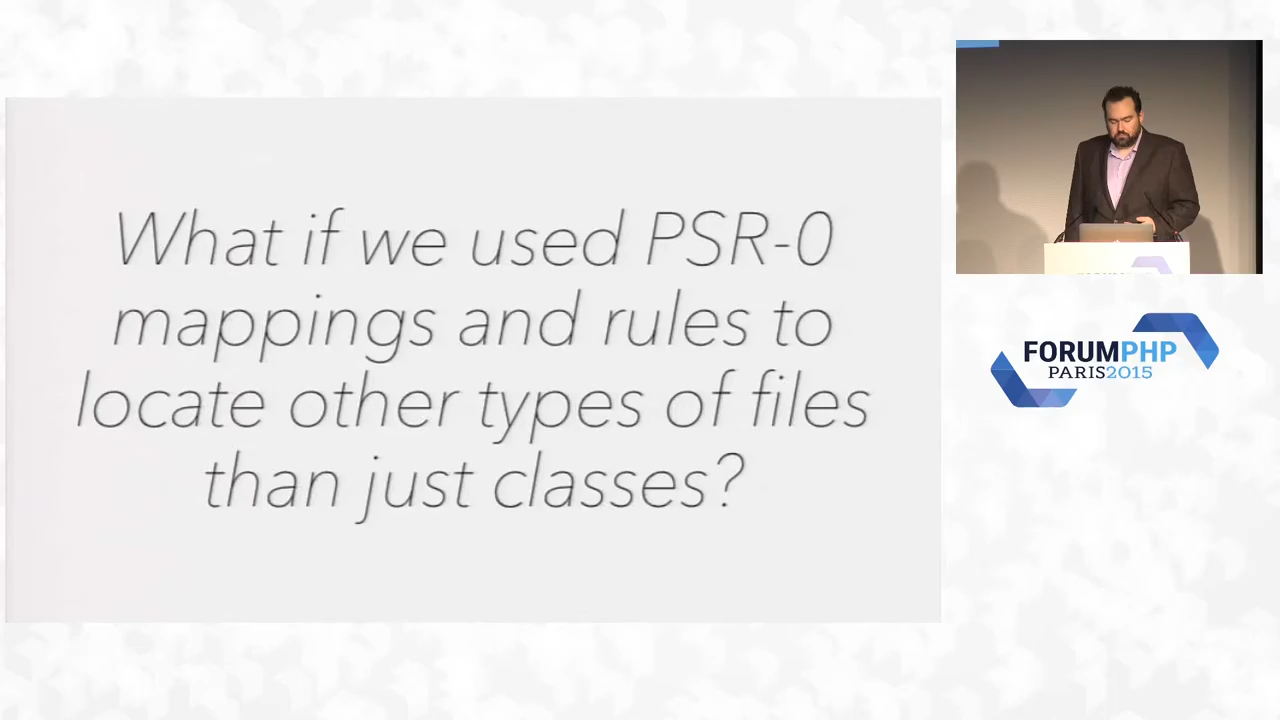 What if we used PSR-0
mappings and rules to
locate other types of files
than just classes?
FORUMPHP
PARIS2015